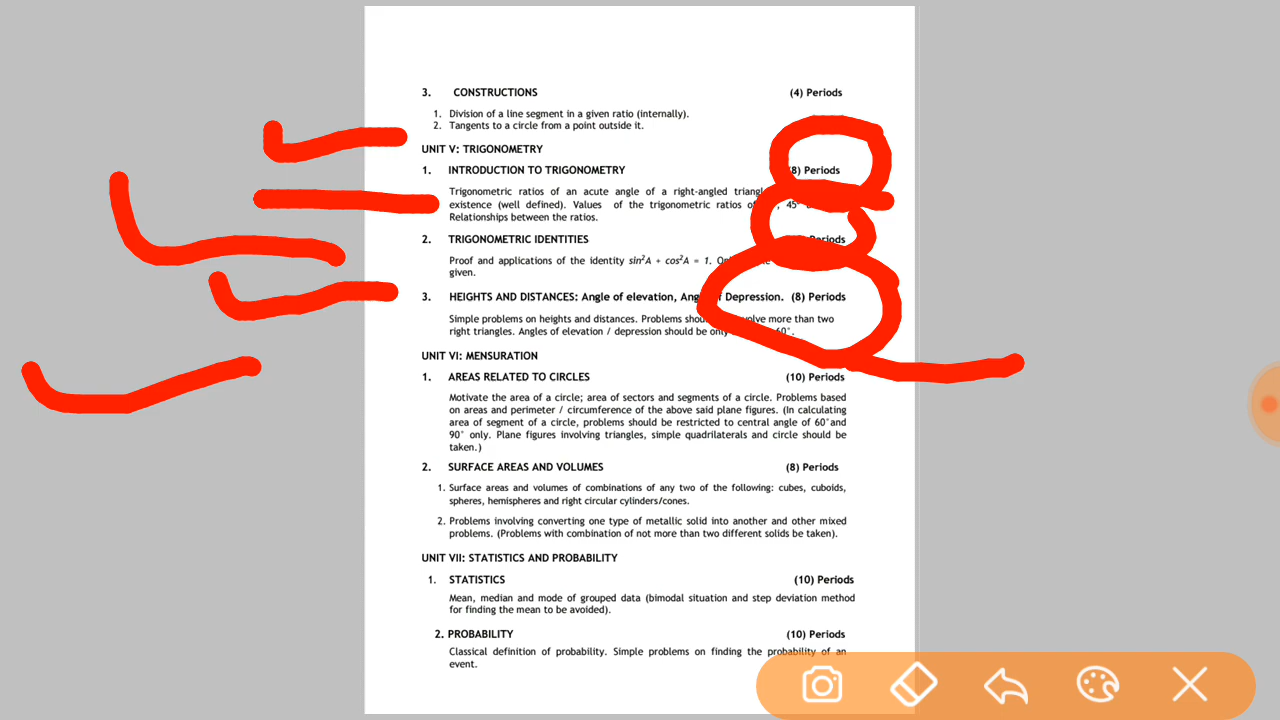 3. CONSTRUCTIONS (4) Periods
1. Division of a line segment in a given ratio (internally).
2. Tangents to a circle from a point outside it.
UNIT V: TRIGONOMETRY
1. INTRODUCTION TO TRIGONOMETRY 8) Periods
Trigonometric ratios of an acute angle of a right-angled
existence (well defined). Values of the trigonometric ratios of 45°
Relationships between the ratios.
2. TRIGONOMETRIC IDENTITIES Periods
Proof and applications of the identity sin²A + cos²A = 1.
given.
3. HEIGHTS AND DISTANCES: Angle of elevation, Depression. (8) Periods
Simple problems on heights and distances. Problems more than two
right triangles. Angles of elevation / depression should be only 60°.
UNIT VI: MENSURATION
1. AREAS RELATED TO CIRCLES (10) Periods
Motivate the area of a circle; area of sectors and segments of a circle. Problems based
on areas and perimeter / circumference of the above said plane figures. (In calculating
area of segment of a circle, problems should be restricted to central angle of 60°and
90° only. Plane figures involving triangles, simple quadrilaterals and circle should be
taken.)
2. SURFACE AREAS AND VOLUMES (8) Periods
1. Surface areas and volumes of combinations of any two of the following: cubes, cuboids,
spheres, hemispheres and right circular cylinders/cones.
2. Problems involving converting one type of metallic solid into another and other mixed
problems. (Problems with combination of not more than two different solids be taken).
UNIT VII: STATISTICS AND PROBABILITY
1. STATISTICS (10) Periods
Mean, median and mode of grouped data (bimodal situation and step deviation method
for finding the mean to be avoided).
2. PROBABILITY (10) Periods
Classical definition of probability. Simple problems on finding the probability of an
event.